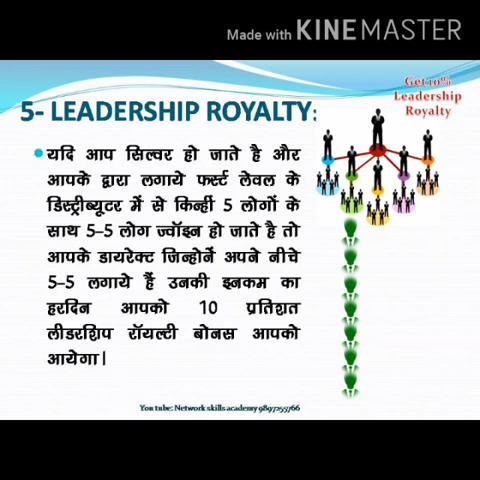 Made with KINEMASTER
Get 10%
Leadership
Royalty
5- LEADERSHIP ROYALTY:
यदि आप सिल्वर हो जाते है और
आपके द्वारा लगाये फर्स्ट लेवल के
डिस्ट्रीब्यूटर में से किन्हीं 5 लोगों के
साथ 5-5 लोग ज्वॉइन हो जाते है तो
आपके डायरेक्ट जिन्होनें अपने नीचे
5-5 लगाये हैं उनकी इनकम का
हरदिन आपको 10 प्रतिशत
लीडरशिप रॉयल्टी बोनस आपको
आयेगा।
You tube: Network skills academy 9897255766